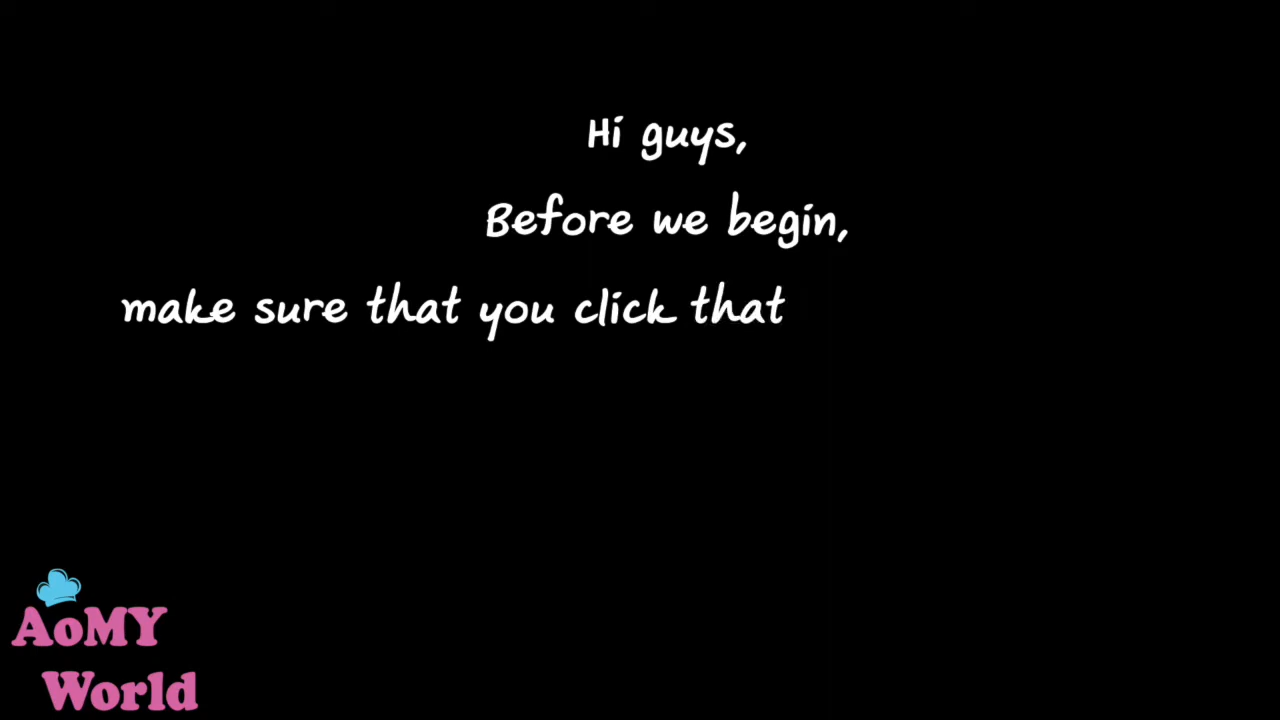 Hi guys,
Before we begin,
make sure that you click that
AoMY
World